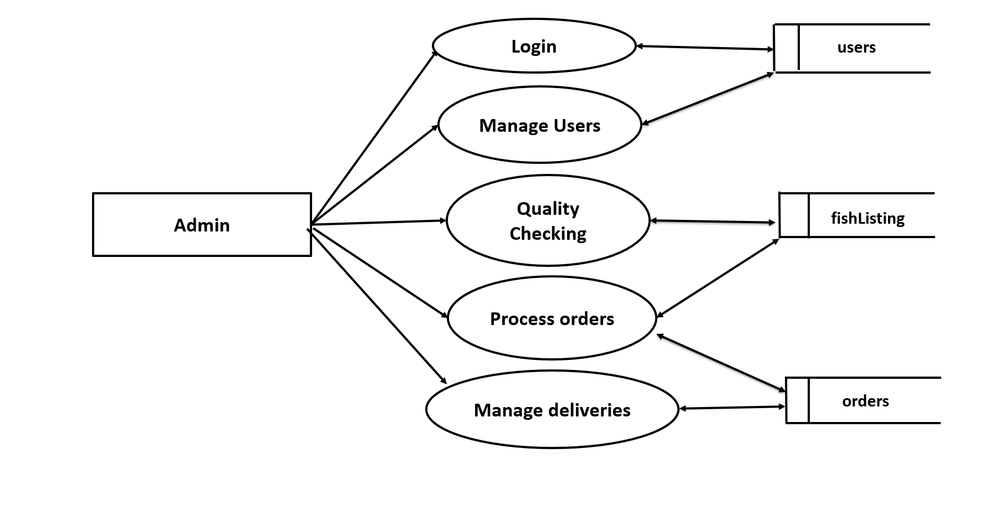 Login
users
Manage Users
Admin
Quality
Checking
fishListing
Process orders
Manage deliveries
orders